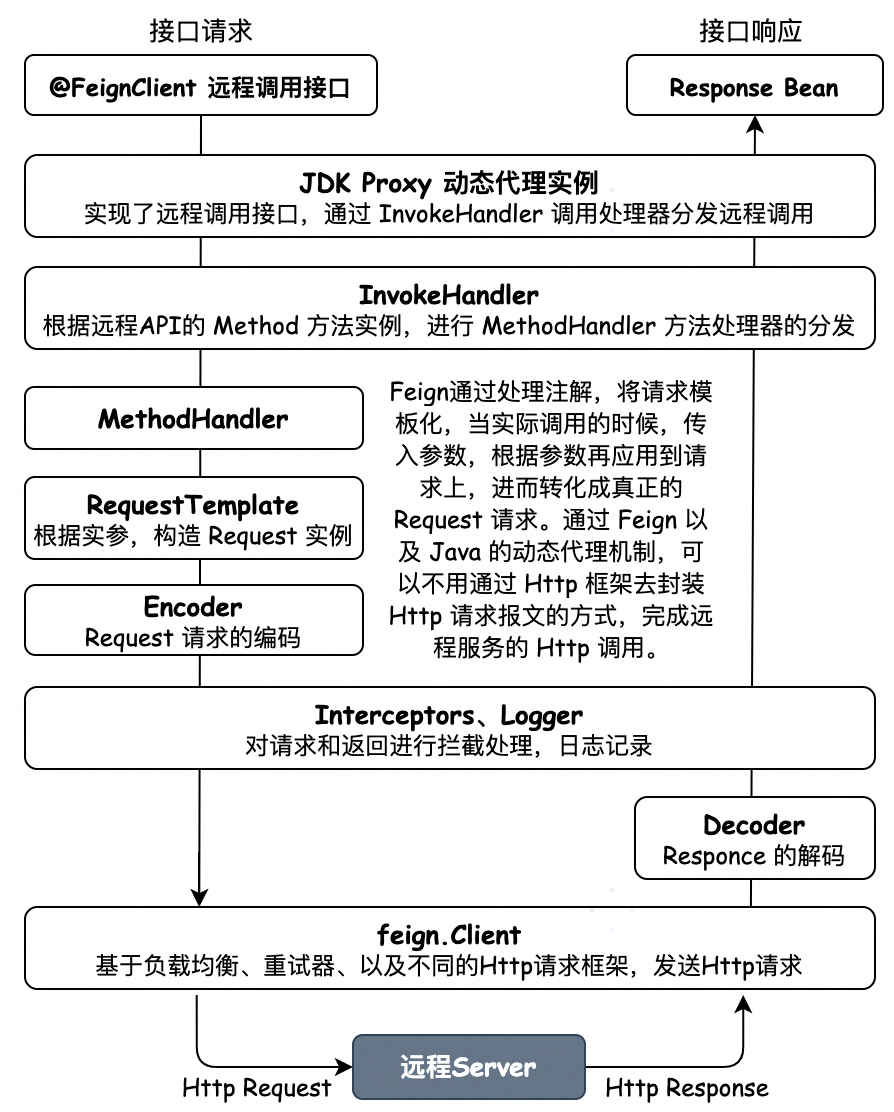 接口请求
接口响应
@FeignClient 远程调用接口
Response Bean
JDK Proxy 动态代理实例
实现了远程调用接口，通过 InvokeHandler 调用处理器分发远程调用
InvokeHandler
根据远程API的 Method 方法实例，进行 MethodHandler 方法处理器的分发
MethodHandler
RequestTemplate
根据实参，构造 Request 实例
Encoder
Request 请求的编码
Feign通过处理注解，将请求模
板化，当实际调用的时候，传
入参数，根据参数再应用到请
求上，进而转化成真正的
Request 请求。通过 Feign 以
及 Java 的动态代理机制，可
以不用通过 Http 框架去封装
Http 请求报文的方式，完成远
程服务的 Http 调用。
Interceptors、Logger
对请求和返回进行拦截处理，日志记录
Decoder
Responce 的解码
feign.Client
基于负载均衡、重试器、以及不同的Http请求框架，发送Http请求
远程Server
Http Request
Http Response